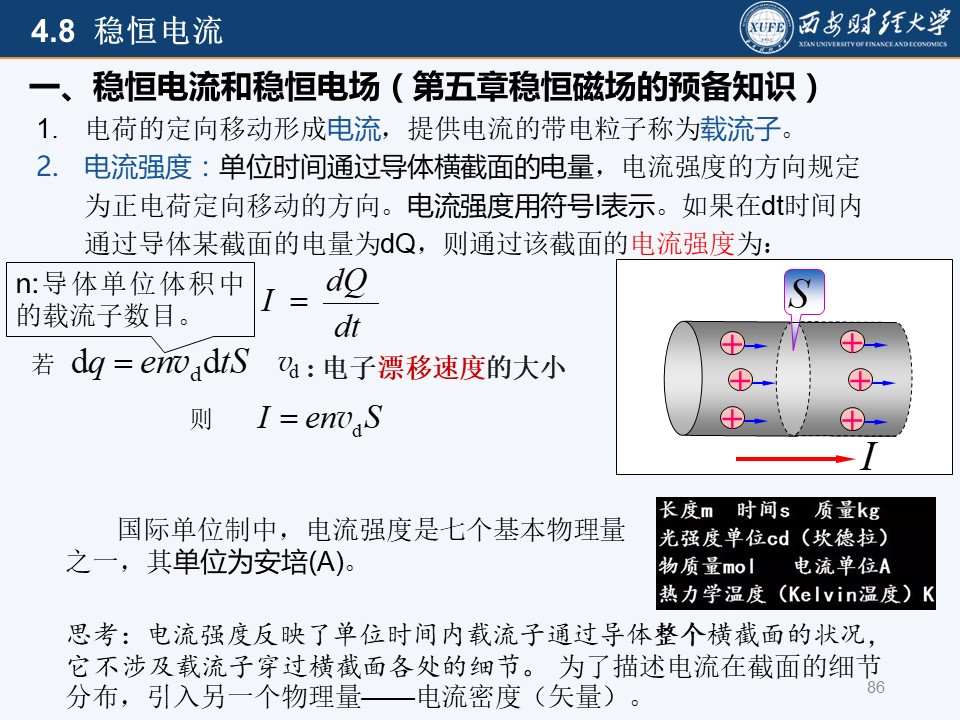 4.8 稳恒电流
XUFE
西安财经大学
XI'AN UNIVERSITY OF FINANCE AND ECONOMICS
一、稳恒电流和稳恒电场（第五章稳恒磁场的预备知识）
1. 电荷的定向移动形成电流，提供电流的带电粒子称为载流子。
2. 电流强度：单位时间通过导体横截面的电量，电流强度的方向规定
为正电荷定向移动的方向。电流强度用符号I表示。如果在dt时间内
通过导体某截面的电量为dQ，则通过该截面的电流强度为：
n:导体单位体积中
的载流子数目。
I = dQ/dt
若 dq = env_d dtS
v_d：电子漂移速度的大小
则 I = env_d S
S
I
国际单位制中，电流强度是七个基本物理量
之一，其单位为安培(A)。
长度m 时间s 质量kg
光强度单位cd（坎德拉）
物质量mol 电流单位A
热力学温度（Kelvin温度）K
思考：电流强度反映了单位时间内载流子通过导体整个横截面的状况，
它不涉及载流子穿过横截面各处的细节。 为了描述电流在截面的细节
分布，引入另一个物理量——电流密度（矢量）。
86